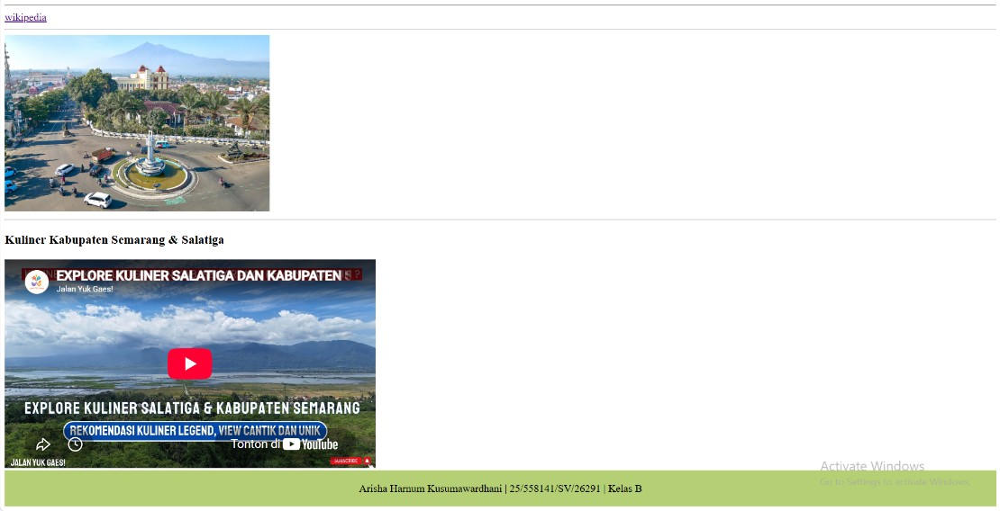 wikipedia
Kuliner Kabupaten Semarang & Salatiga
EXPLORE KULINER SALATIGA DAN KABUPATEN S
Jalan Yuk Gaes!
EXPLORE KULINER SALATIGA & KABUPATEN SEMARANG
REKOMENDASI KULINER LEGEND, VIEW CANTIK DAN UNIK
Tonton di YouTube
JALAN YUK GAES!
SUBSCRIBE
Activate Windows
Go to Settings to activate Windows.
Arisha Harnum Kusumawardhani | 25/558141/SV/26291 | Kelas B